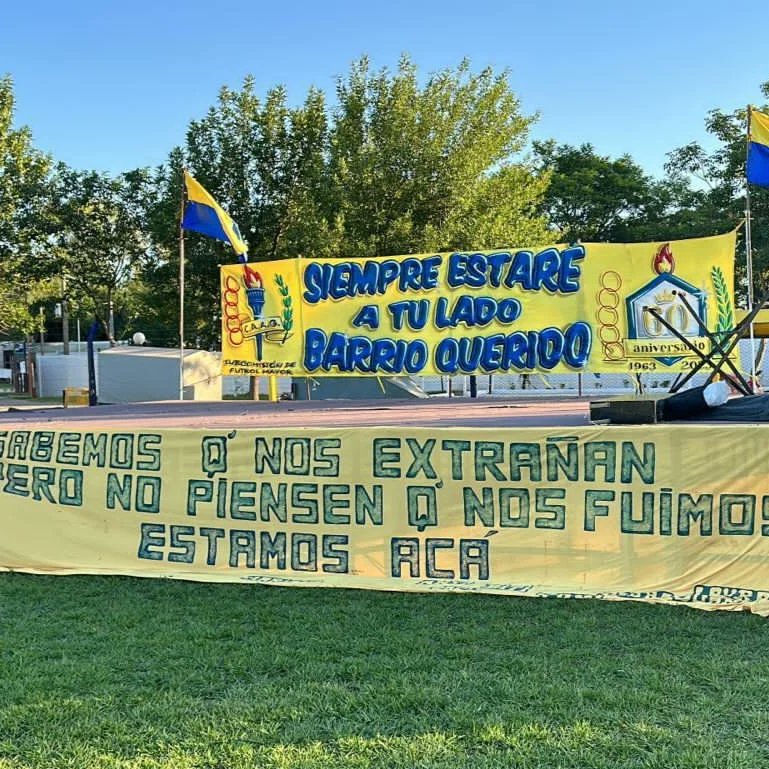 SIEMPRE ESTARE
A TU LADO
BARRIO QUERIDO
C.A.A.G.
SUBCOMISIÓN DE
FUTBOL MAYOR
60
aniversario
1963
SABEMOS Q' NOS EXTRAÑAN
PERO NO PIENSEN Q' NOS FUIMOS
ESTAMOS ACÁ